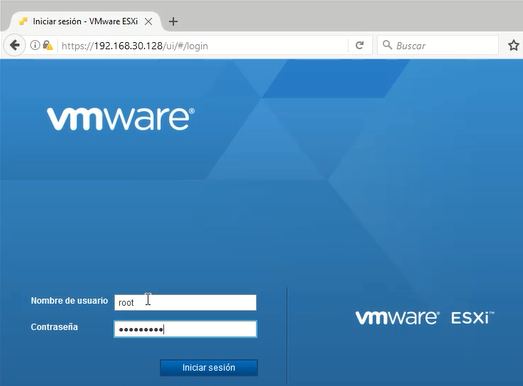 Iniciar sesión - VMware ESXi
https://192.168.30.128/ui/#/login
Buscar
vmware®
Nombre de usuario
root
Contraseña
•••••••••
Iniciar sesión
vmware ESXi™